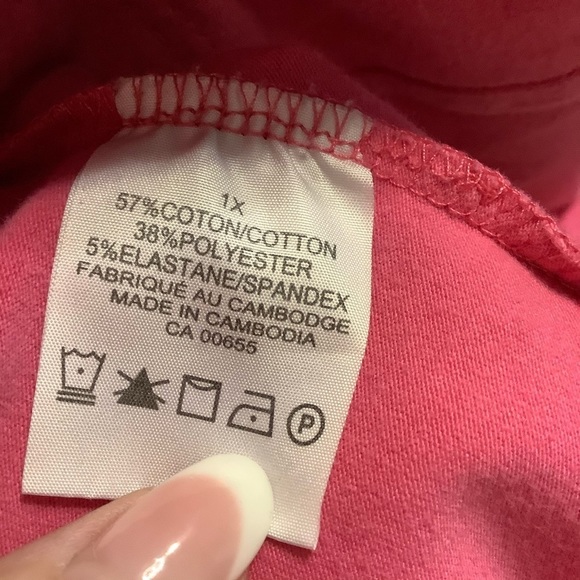 1X
57%COTON/COTTON
38%POLYESTER
5%ELASTANE/SPANDEX
FABRIQUÉ AU CAMBODGE
MADE IN CAMBODIA
CA 00655
P